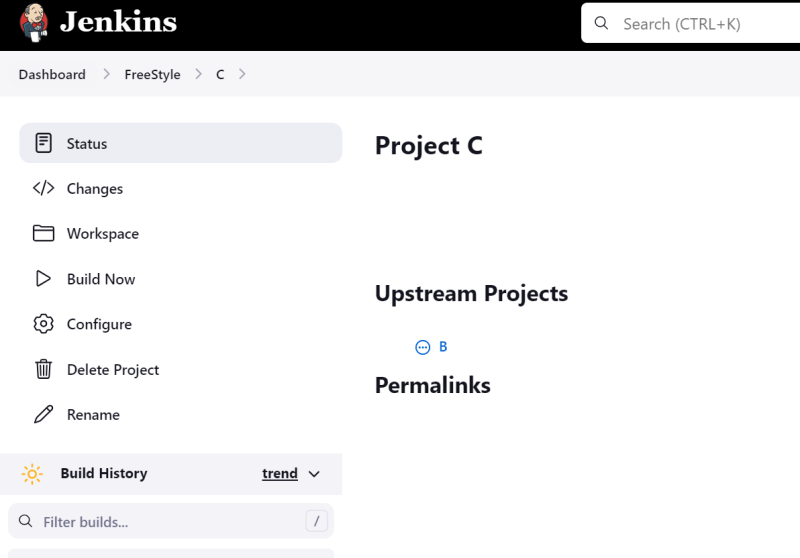 Jenkins
Search (CTRL+K)
Dashboard
FreeStyle
C
Status
Changes
Workspace
Build Now
Configure
Delete Project
Rename
Build History
trend
Filter builds...
/
Project C
Upstream Projects
B
Permalinks